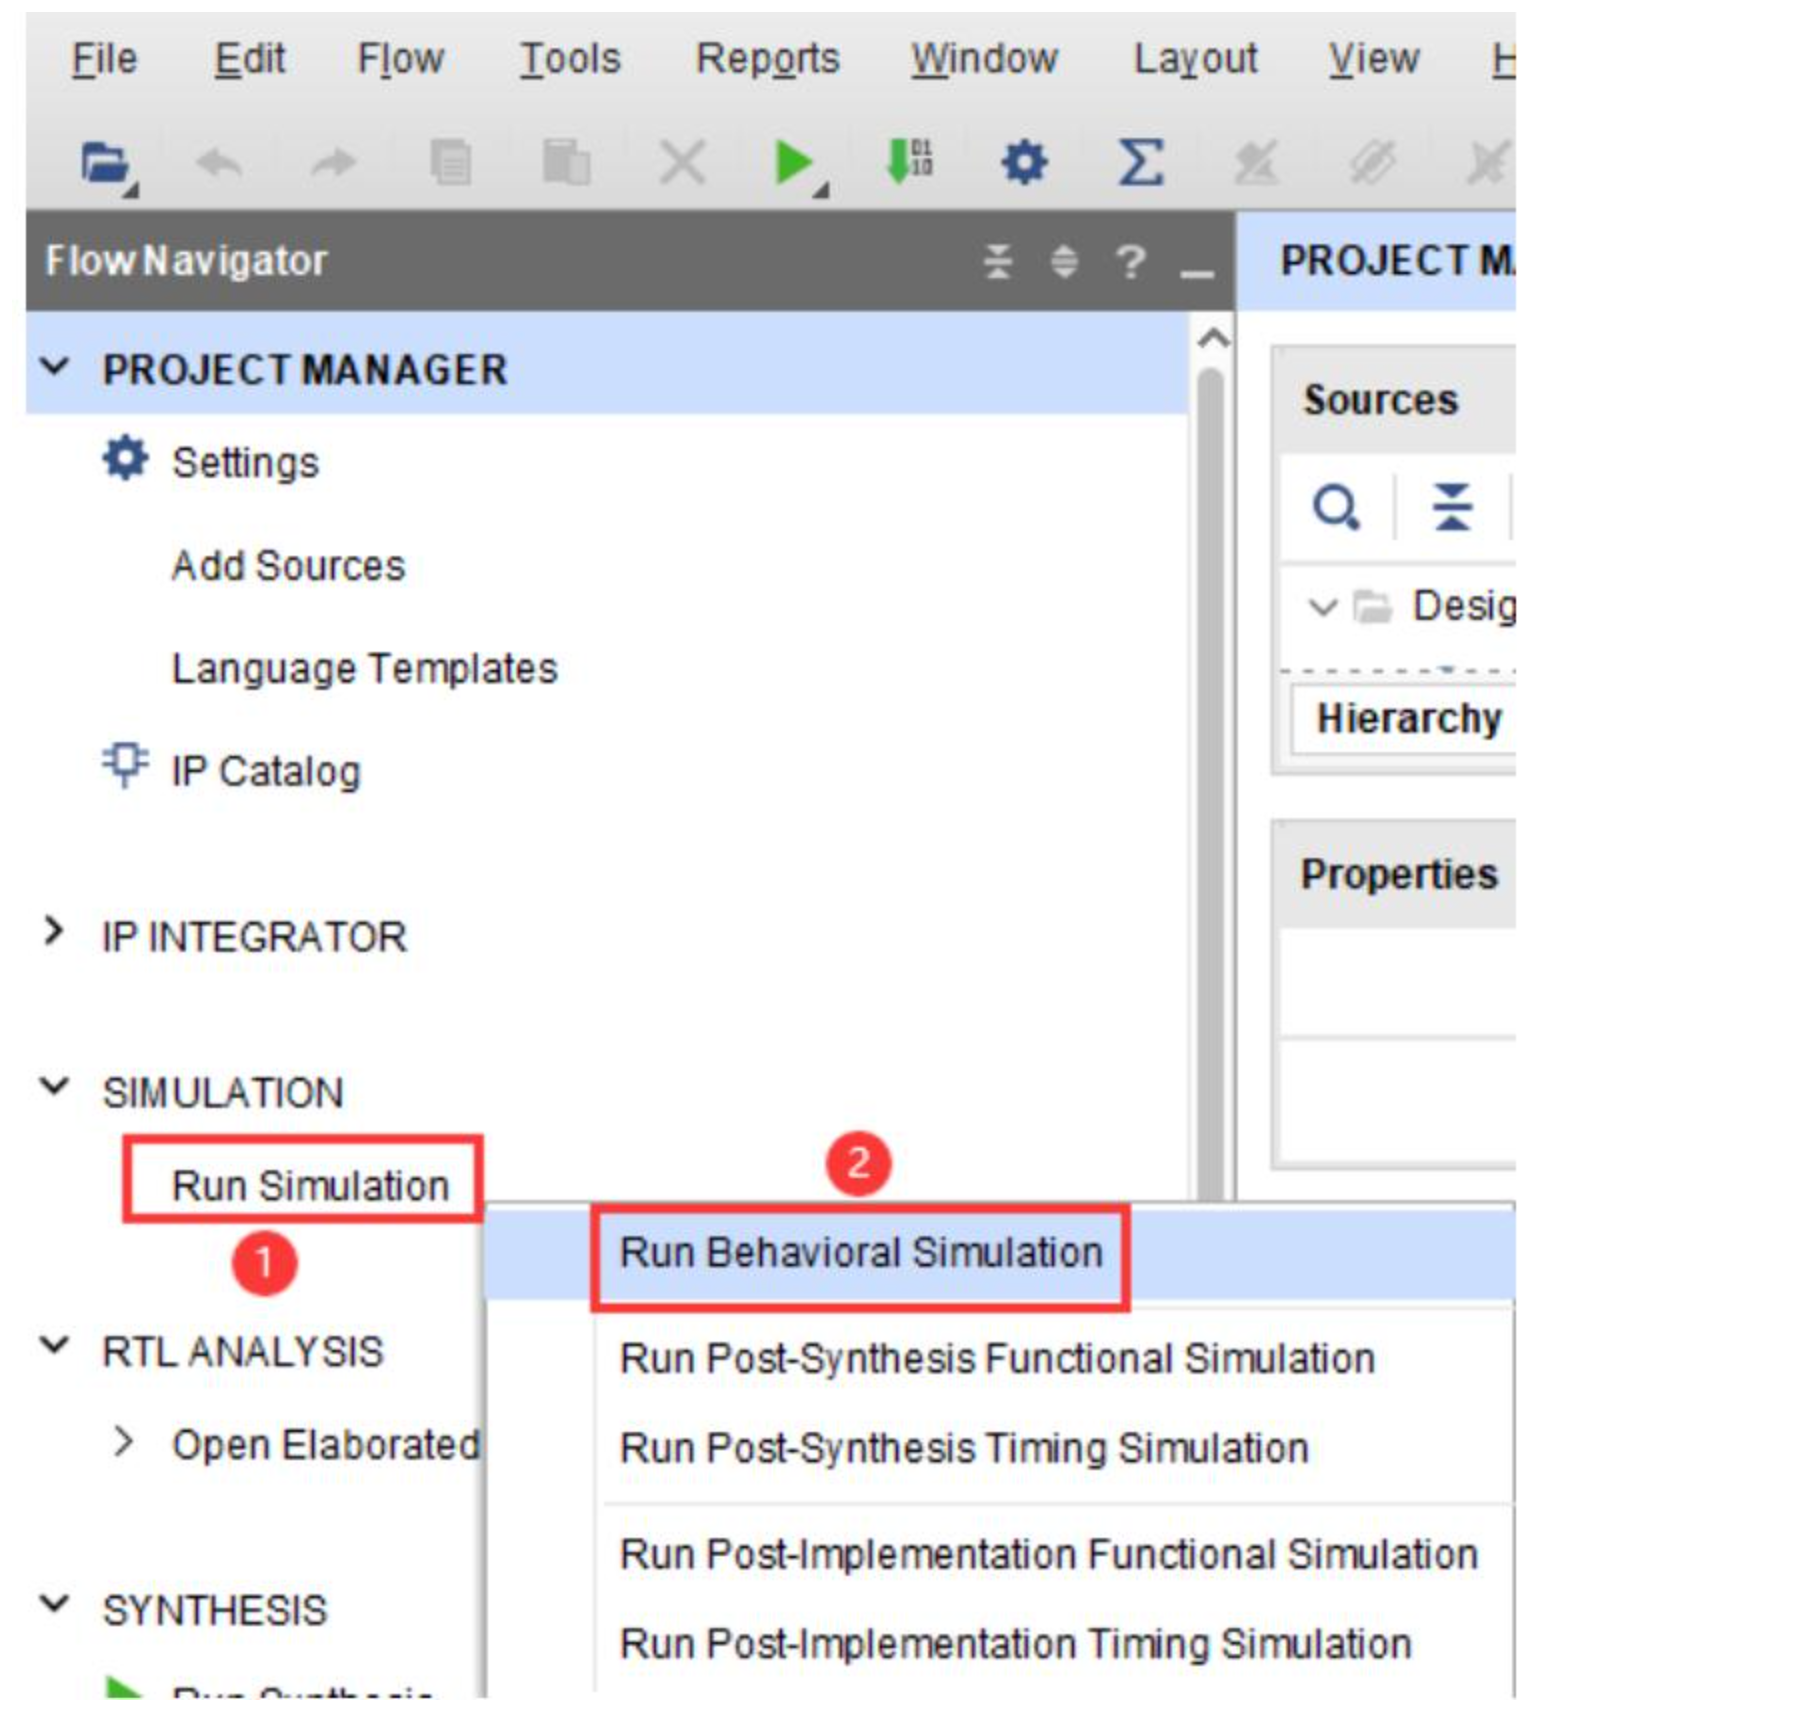 File Edit Flow Tools Reports Window Layout View H
Flow Navigator ? PROJECT MA
PROJECT MANAGER
Settings
Add Sources
Language Templates
IP Catalog
IP INTEGRATOR
SIMULATION
Run Simulation
1
RTL ANALYSIS
Open Elaborated
SYNTHESIS
Run Synthesis
Sources
Desig
Hierarchy
Properties
2
Run Behavioral Simulation
Run Post-Synthesis Functional Simulation
Run Post-Synthesis Timing Simulation
Run Post-Implementation Functional Simulation
Run Post-Implementation Timing Simulation